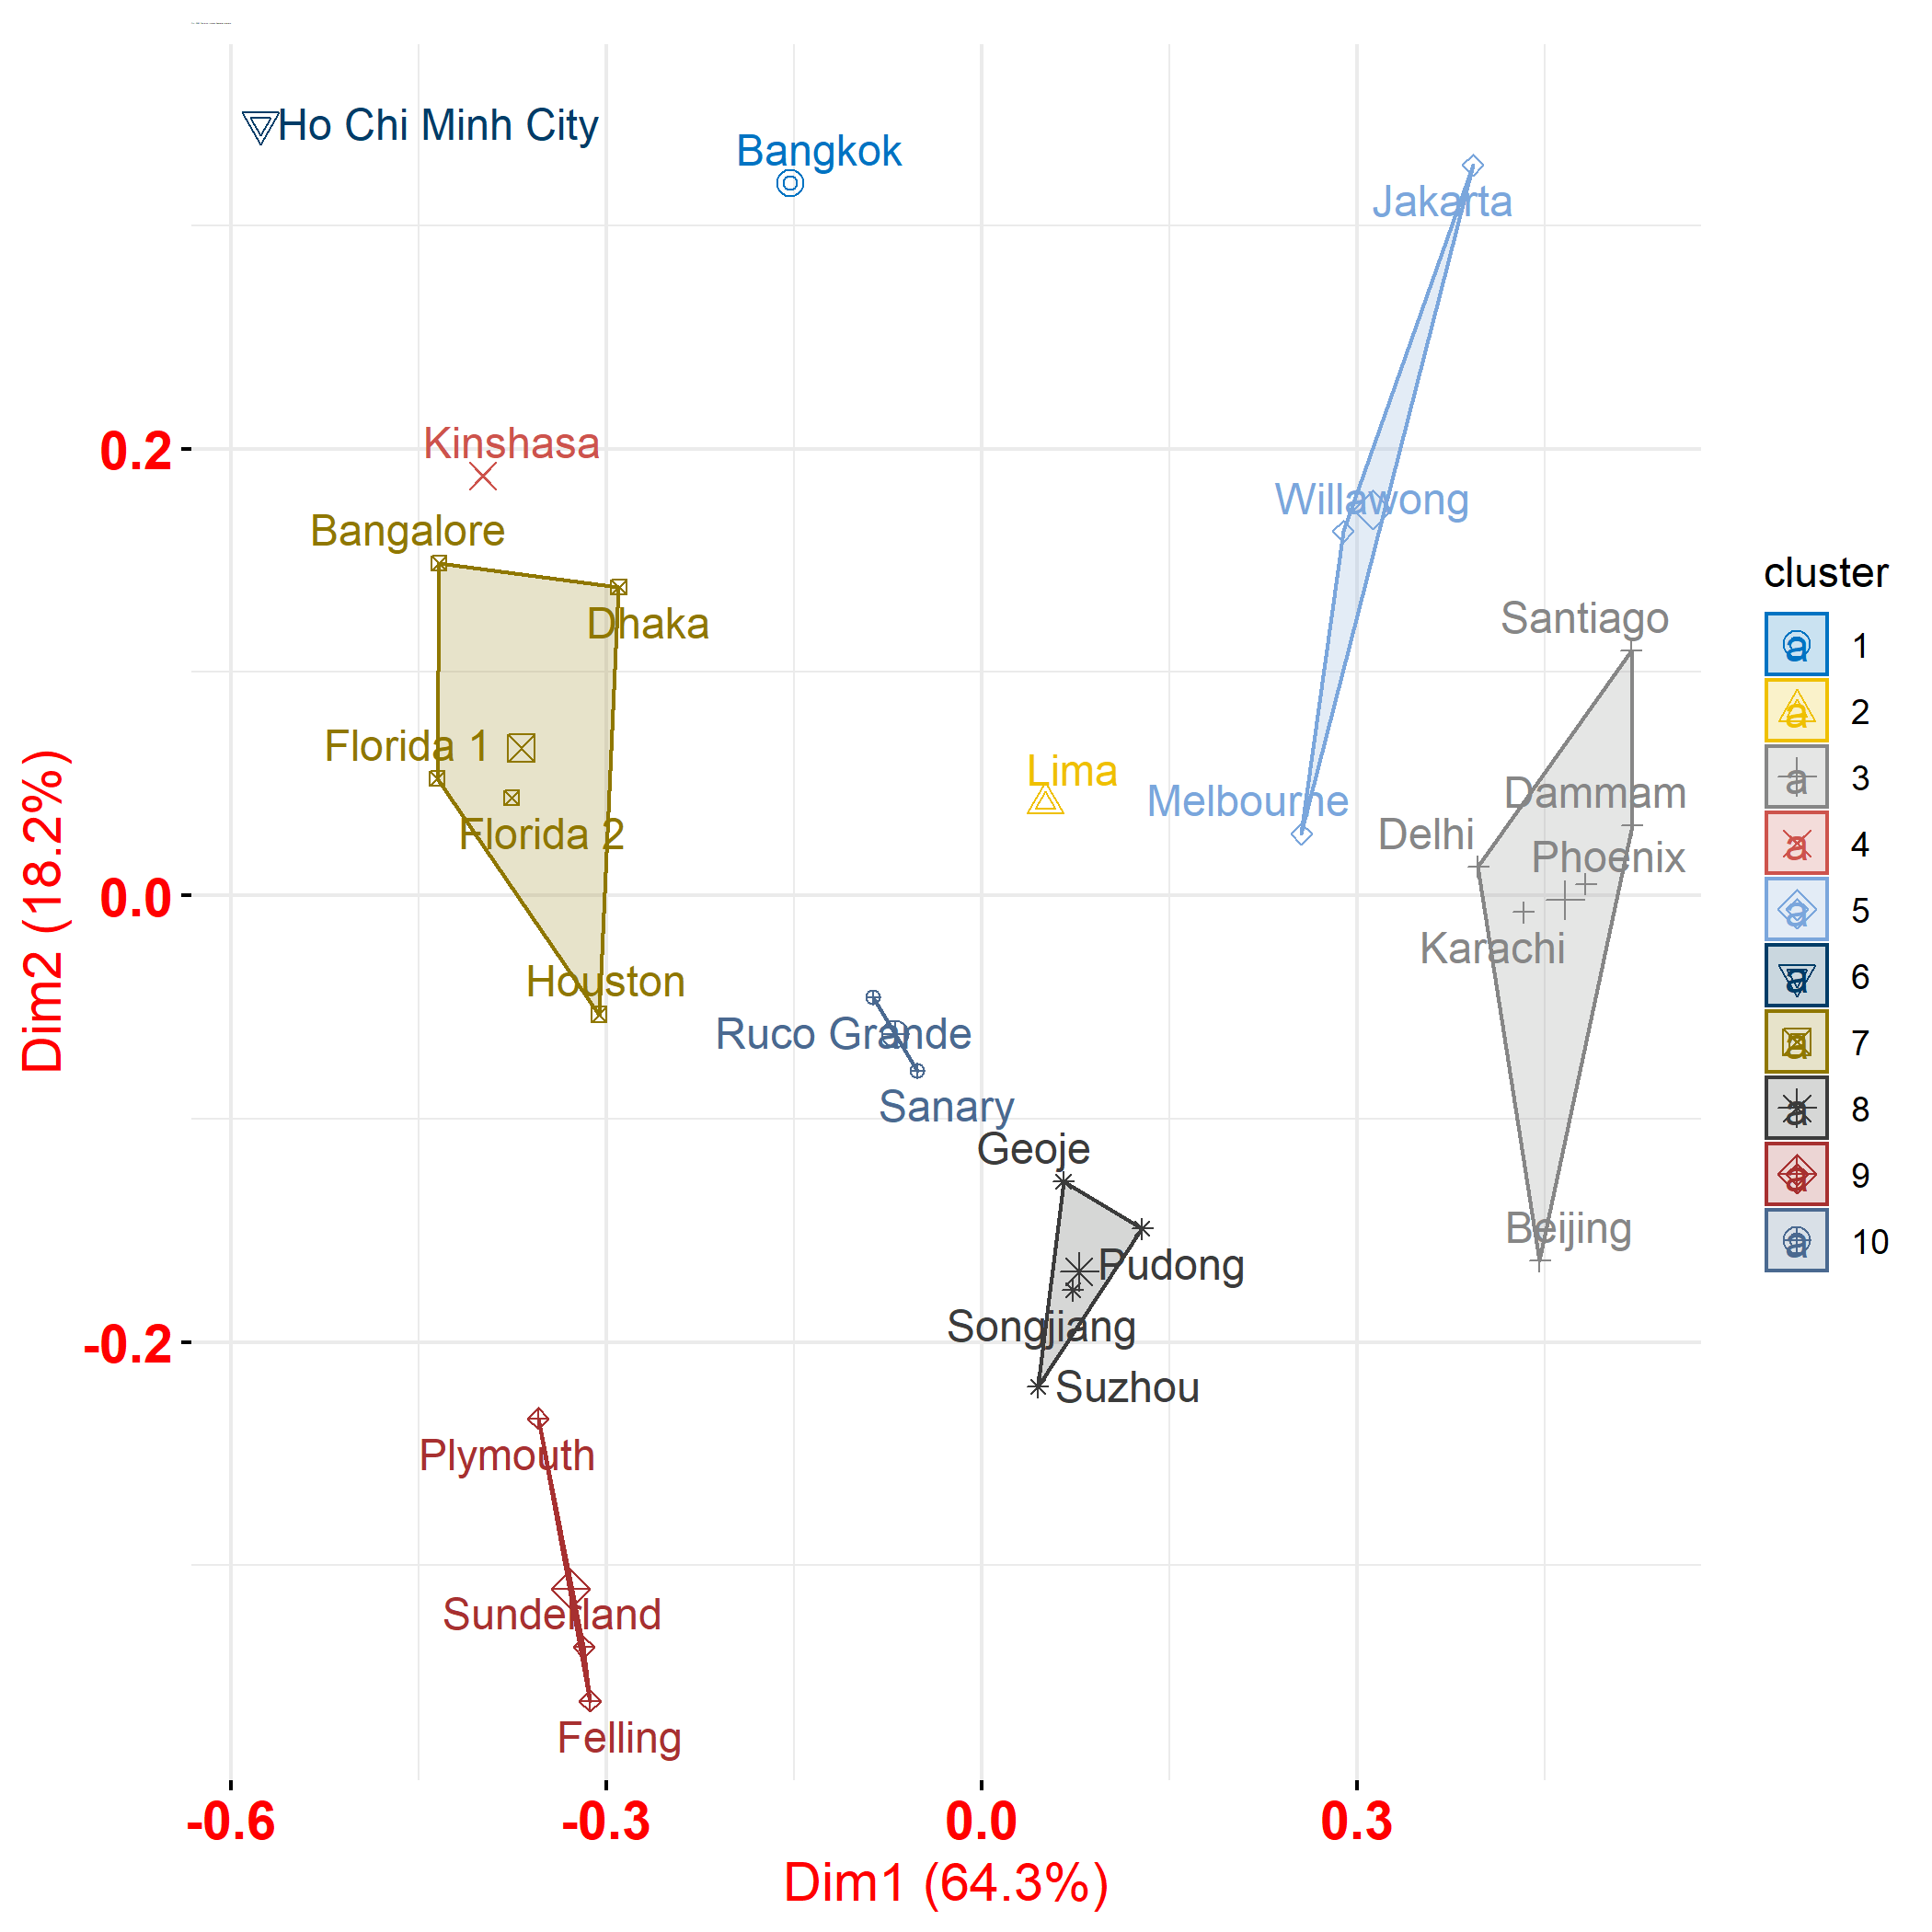 Ho Chi Minh City
Bangkok
Jakarta
Kinshasa
0.2
Willawong
Bangalore
cluster
Santiago
Dhaka
a 1
a 2
Florida 1
Lima
a 3
Dammam
Melbourne
Florida 2
Delhi
a 4
Phoenix
0.0
a 5
Karachi
Houston
a 6
Ruco Grande
a 7
Sanary
a 8
Geoje
a 9
Beijing
a 10
Pudong
Songjiang
-0.2
Suzhou
Plymouth
Sunderland
Felling
Dim2 (18.2%)
-0.6 -0.3 0.0 0.3
Dim1 (64.3%)